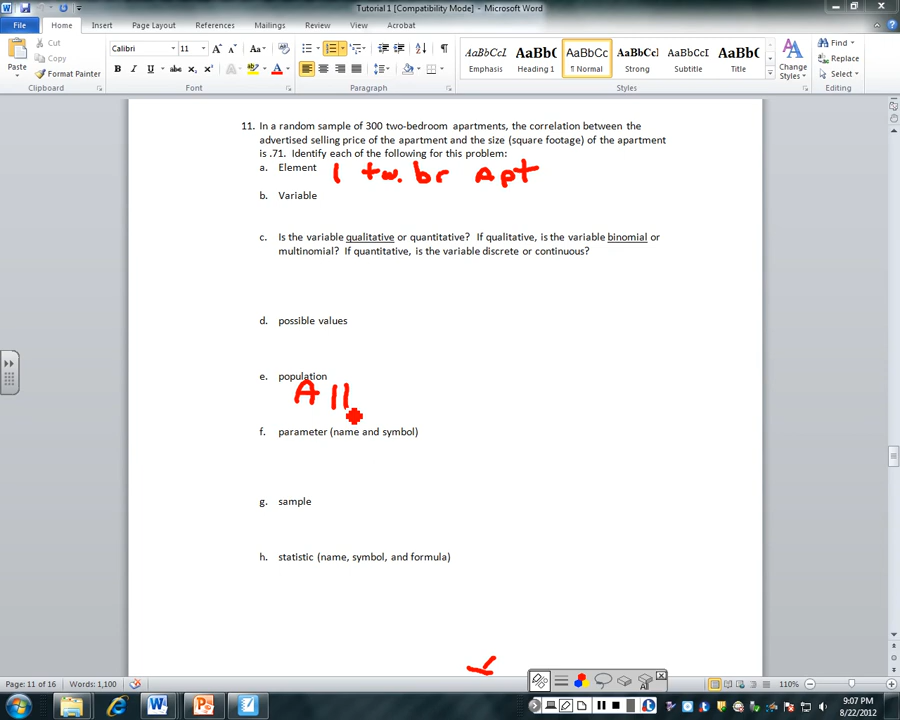 Tutorial 1 [Compatibility Mode] - Microsoft Word
File Home Insert Page Layout References Mailings Review View Acrobat
Cut
Copy
Format Painter
Paste
Clipboard
Calibri 11
Font
Paragraph
AaBbCcI AaBbC AaBbCc AaBbCc AaBbCcI AaBbC
Emphasis Heading 1 ¶ Normal Strong Subtitle Title
Change Styles
Styles
Find
Replace
Select
Editing
11. In a random sample of 300 two-bedroom apartments, the correlation between the
advertised selling price of the apartment and the size (square footage) of the apartment
is .71. Identify each of the following for this problem:
a. Element 1 tw. br Apt
b. Variable
c. Is the variable qualitative or quantitative? If qualitative, is the variable binomial or
multinomial? If quantitative, is the variable discrete or continuous?
d. possible values
e. population
All
f. parameter (name and symbol)
g. sample
h. statistic (name, symbol, and formula)
Page: 11 of 16 Words: 1,100 110%
9:07 PM
8/22/2012